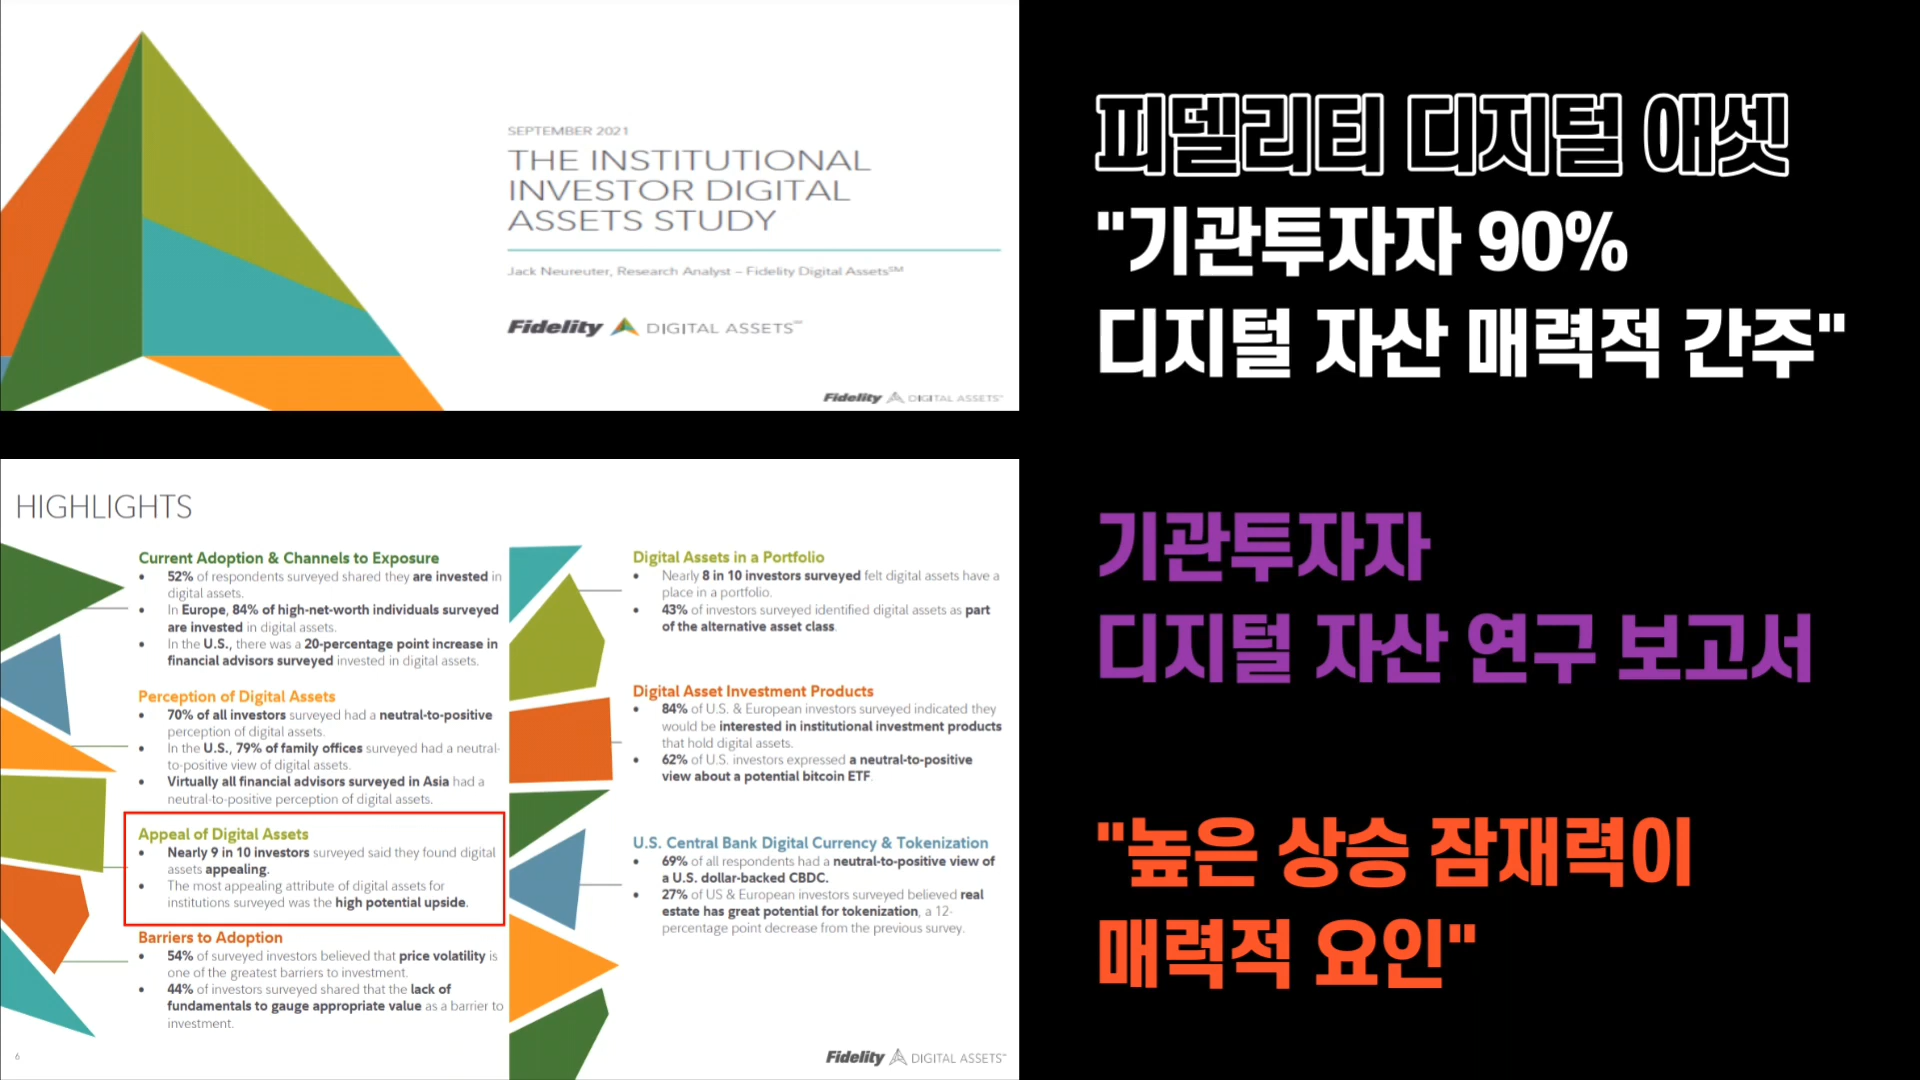 SEPTEMBER 2021
THE INSTITUTIONAL
INVESTOR DIGITAL
ASSETS STUDY
Jack Neureuter, Research Analyst – Fidelity Digital Assets℠
Fidelity DIGITAL ASSETS℠
Fidelity DIGITAL ASSETS℠
피델리티 디지털 애셋
"기관투자자 90%
디지털 자산 매력적 간주"
HIGHLIGHTS
Current Adoption & Channels to Exposure
• 52% of respondents surveyed shared they are invested in
digital assets.
• In Europe, 84% of high-net-worth individuals surveyed
are invested in digital assets.
• In the U.S., there was a 20-percentage point increase in
financial advisors surveyed invested in digital assets.
Perception of Digital Assets
• 70% of all investors surveyed had a neutral-to-positive
perception of digital assets.
• In the U.S., 79% of family offices surveyed had a neutral-
to-positive view of digital assets.
• Virtually all financial advisors surveyed in Asia had a
neutral-to-positive perception of digital assets.
Appeal of Digital Assets
• Nearly 9 in 10 investors surveyed said they found digital
assets appealing.
• The most appealing attribute of digital assets for
institutions surveyed was the high potential upside.
Barriers to Adoption
• 54% of surveyed investors believed that price volatility is
one of the greatest barriers to investment.
• 44% of investors surveyed shared that the lack of
fundamentals to gauge appropriate value as a barrier to
investment.
6
Digital Assets in a Portfolio
• Nearly 8 in 10 investors surveyed felt digital assets have a
place in a portfolio.
• 43% of investors surveyed identified digital assets as part
of the alternative asset class.
Digital Asset Investment Products
• 84% of U.S. & European investors surveyed indicated they
would be interested in institutional investment products
that hold digital assets.
• 62% of U.S. investors expressed a neutral-to-positive
view about a potential bitcoin ETF.
U.S. Central Bank Digital Currency & Tokenization
• 69% of all respondents had a neutral-to-positive view of
a U.S. dollar-backed CBDC.
• 27% of US & European investors surveyed believed real
estate has great potential for tokenization, a 12-
percentage point decrease from the previous survey.
Fidelity DIGITAL ASSETS℠
기관투자자
디지털 자산 연구 보고서
"높은 상승 잠재력이
매력적 요인"